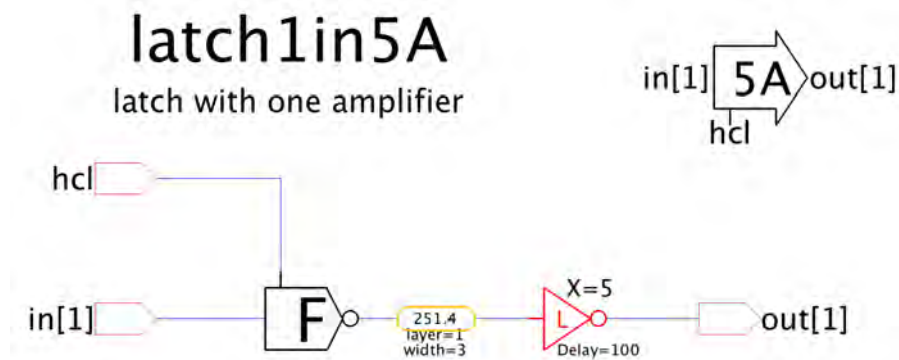 latch1in5A
latch with one amplifier
in[1] 5A out[1]
hcl
hcl
X=5
in[1] F 251.4 L out[1]
layer=1
width=3 Delay=100